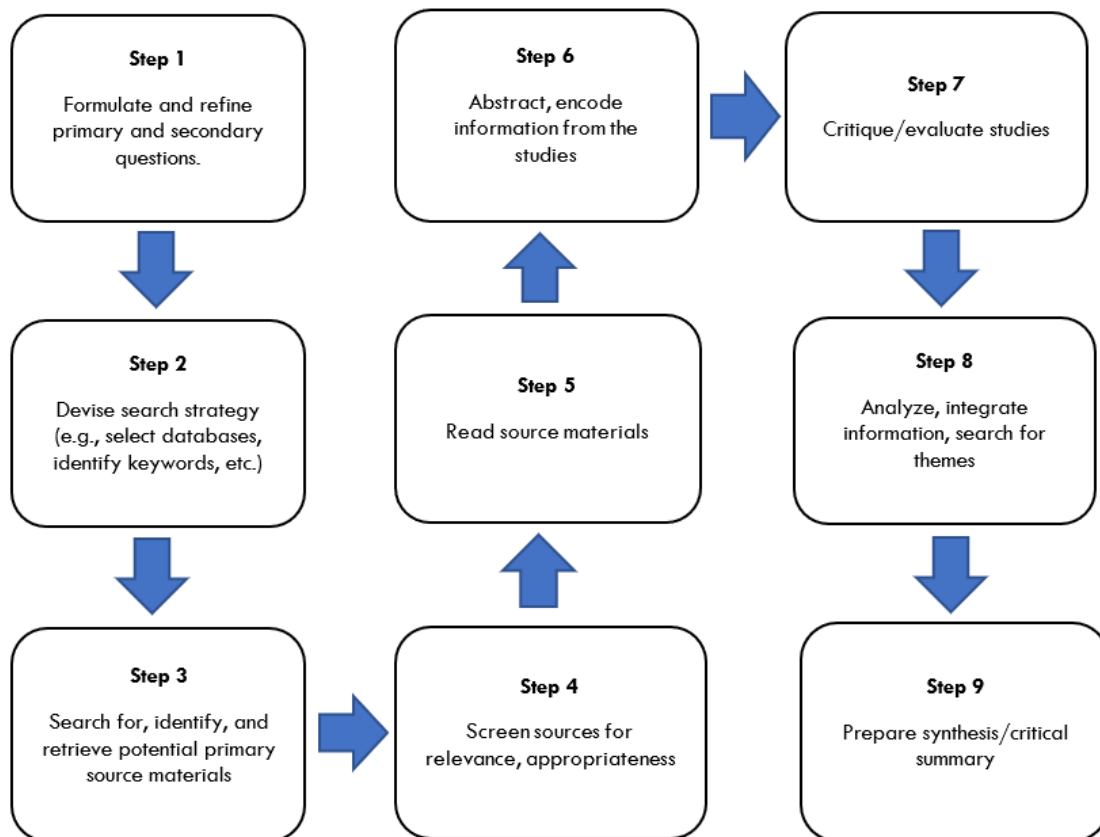 Step 1
Formulate and refine
primary and secondary
questions.
Step 2
Devise search strategy
(e.g., select databases,
identify keywords, etc.)
Step 3
Search for, identify, and
retrieve potential primary
source materials
Step 4
Screen sources for
relevance, appropriateness
Step 5
Read source materials
Step 6
Abstract, encode
information from the
studies
Step 7
Critique/evaluate studies
Step 8
Analyze, integrate
information, search for
themes
Step 9
Prepare synthesis/critical
summary